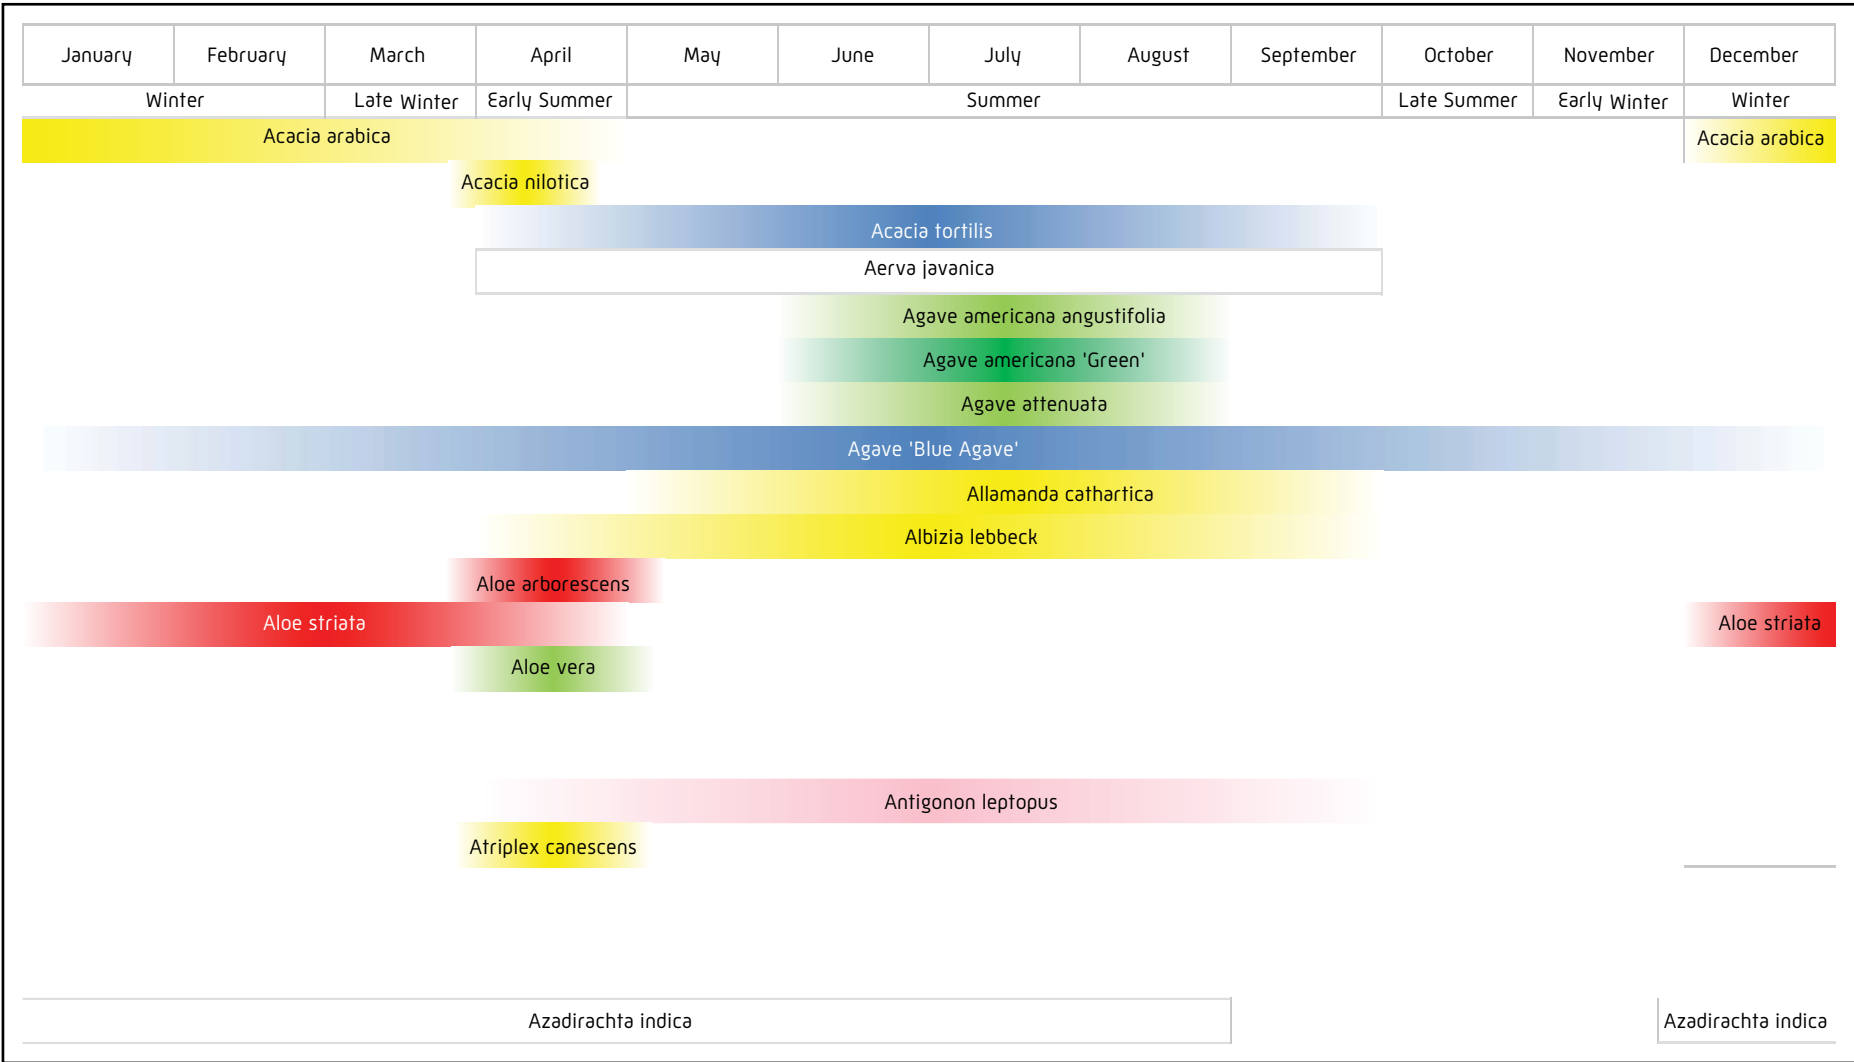 January February March April May June July August September October November December
Winter Late Winter Early Summer Summer Late Summer Early Winter Winter
Acacia arabica Acacia arabica
Acacia nilotica
Acacia tortilis
Aerva javanica
Agave americana angustifolia
Agave americana 'Green'
Agave attenuata
Agave 'Blue Agave'
Allamanda cathartica
Albizia lebbeck
Aloe arborescens
Aloe striata Aloe striata
Aloe vera
Antigonon leptopus
Atriplex canescens
Azadirachta indica Azadirachta indica